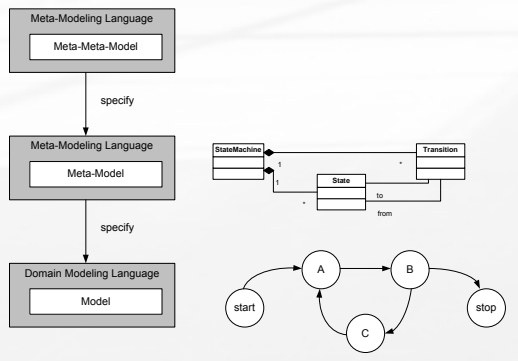 Meta-Modeling Language
Meta-Meta-Model
specify
Meta-Modeling Language
Meta-Model
specify
Domain Modeling Language
Model
StateMachine
Transition
1
*
1
State
*
to
from
A
B
start
stop
C